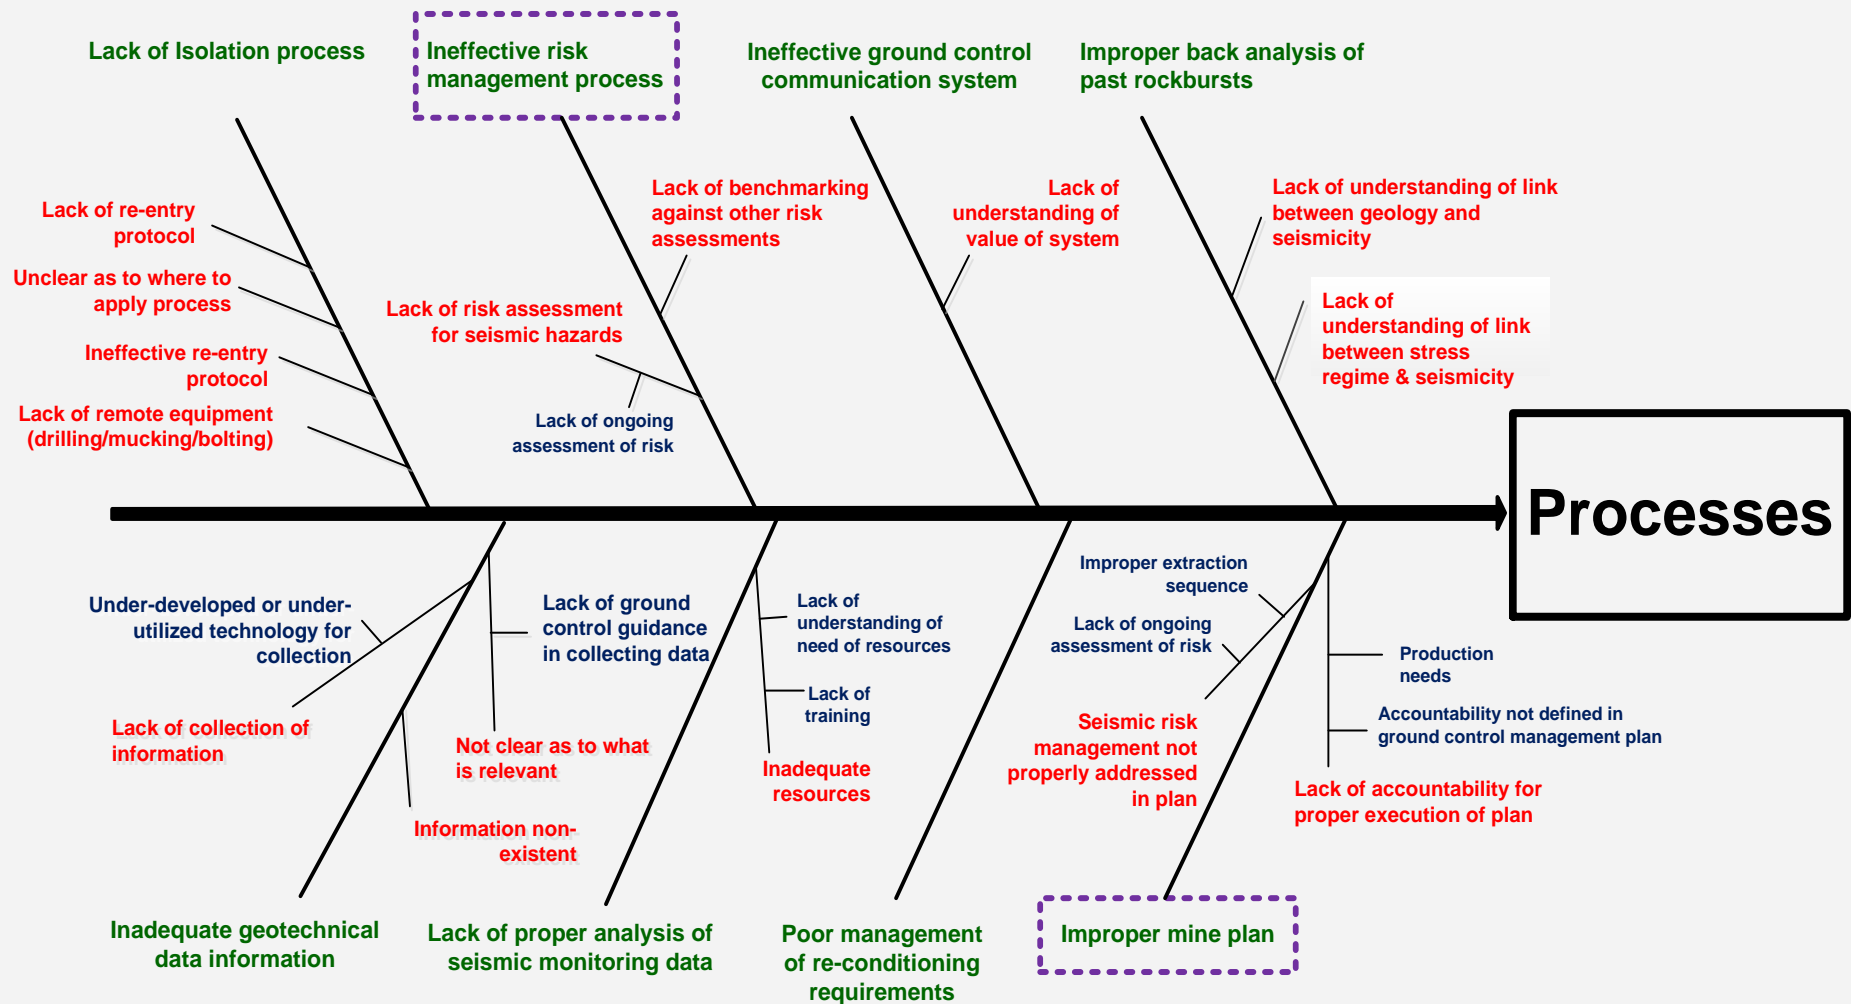 Lack of Isolation process
Ineffective risk
management process
Ineffective ground control
communication system
Improper back analysis of
past rockbursts
Lack of re-entry
protocol
Unclear as to where to
apply process
Ineffective re-entry
protocol
Lack of remote equipment
(drilling/mucking/bolting)
Lack of benchmarking
against other risk
assessments
Lack of risk assessment
for seismic hazards
Lack of ongoing
assessment of risk
Lack of
understanding of
value of system
Lack of understanding of link
between geology and
seismicity
Lack of
understanding of link
between stress
regime & seismicity
Processes
Under-developed or under-
utilized technology for
collection
Lack of collection of
information
Lack of ground
control guidance
in collecting data
Not clear as to what
is relevant
Information non-
existent
Lack of
understanding of
need of resources
Lack of
training
Inadequate
resources
Improper extraction
sequence
Lack of ongoing
assessment of risk
Seismic risk
management not
properly addressed
in plan
Production
needs
Accountability not defined in
ground control management plan
Lack of accountability for
proper execution of plan
Inadequate geotechnical
data information
Lack of proper analysis of
seismic monitoring data
Poor management
of re-conditioning
requirements
Improper mine plan